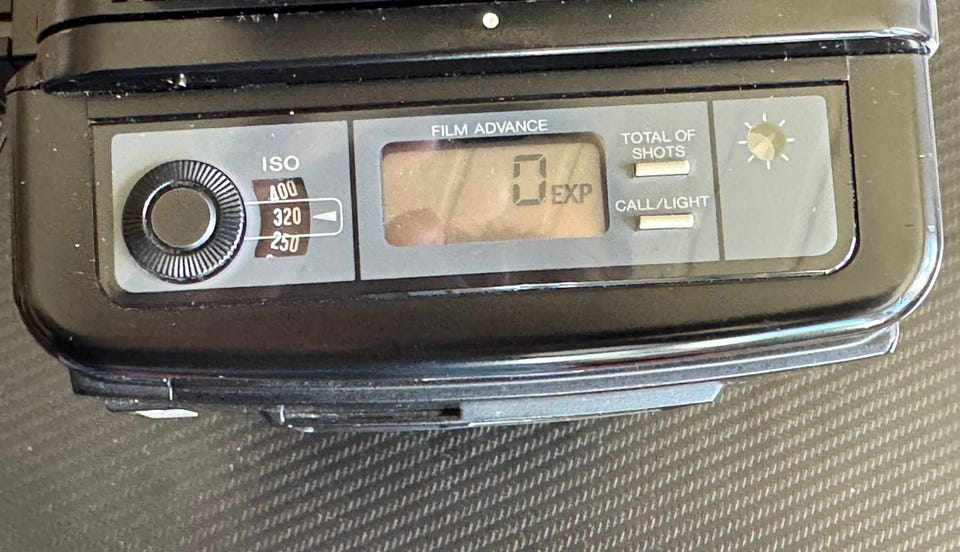 ISO
400
320
250
FILM ADVANCE
0 EXP
TOTAL OF
SHOTS
CALL/LIGHT